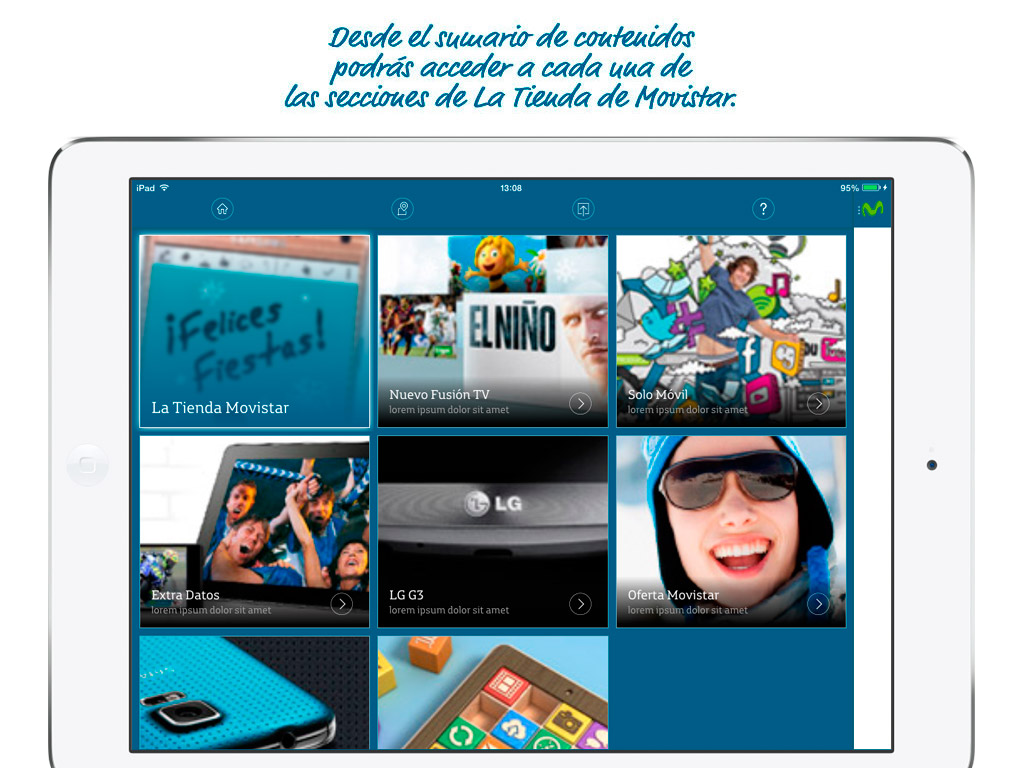 Desde el sumario de contenidos
podrás acceder a cada una de
las secciones de La Tienda de Movistar.
iPad
13:08
95%
?
¡Felices
Fiestas!
La Tienda Movistar
EL NIÑO
Nuevo Fusión TV
lorem ipsum dolor sit amet
Solo Móvil
lorem ipsum dolor sit amet
Extra Datos
lorem ipsum dolor sit amet
LG
LG G3
lorem ipsum dolor sit amet
Oferta Movistar
lorem ipsum dolor sit amet